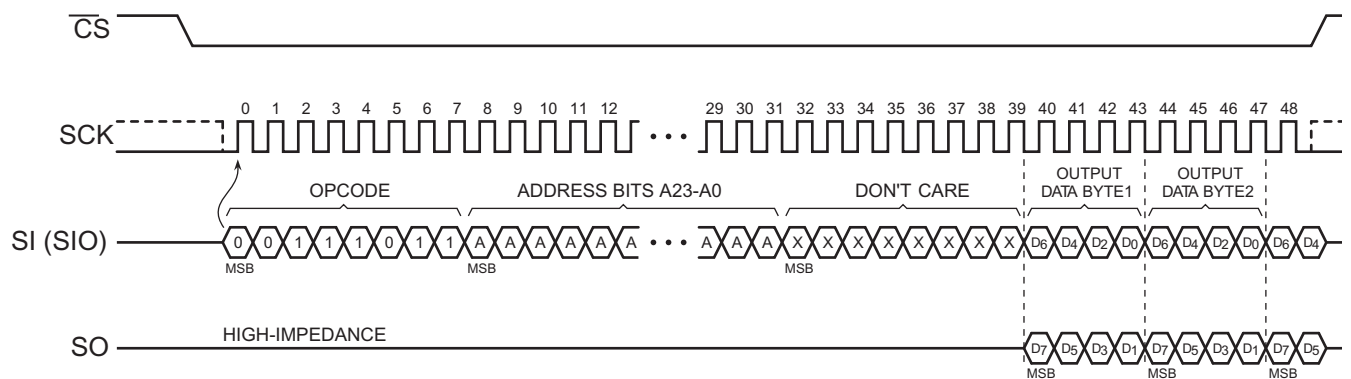 CS
0 1 2 3 4 5 6 7 8 9 10 11 12 29 30 31 32 33 34 35 36 37 38 39 40 41 42 43 44 45 46 47 48
SCK
OPCODE
ADDRESS BITS A23-A0
DON'T CARE
OUTPUT
DATA BYTE1
OUTPUT
DATA BYTE2
SI (SIO)
0 0 1 1 1 0 1 1 A A A A A A A A A X X X X X X X X D6 D4 D2 D0 D6 D4 D2 D0 D6 D4
MSB MSB MSB
HIGH-IMPEDANCE
SO
D7 D5 D3 D1 D7 D5 D3 D1 D7 D5
MSB MSB MSB